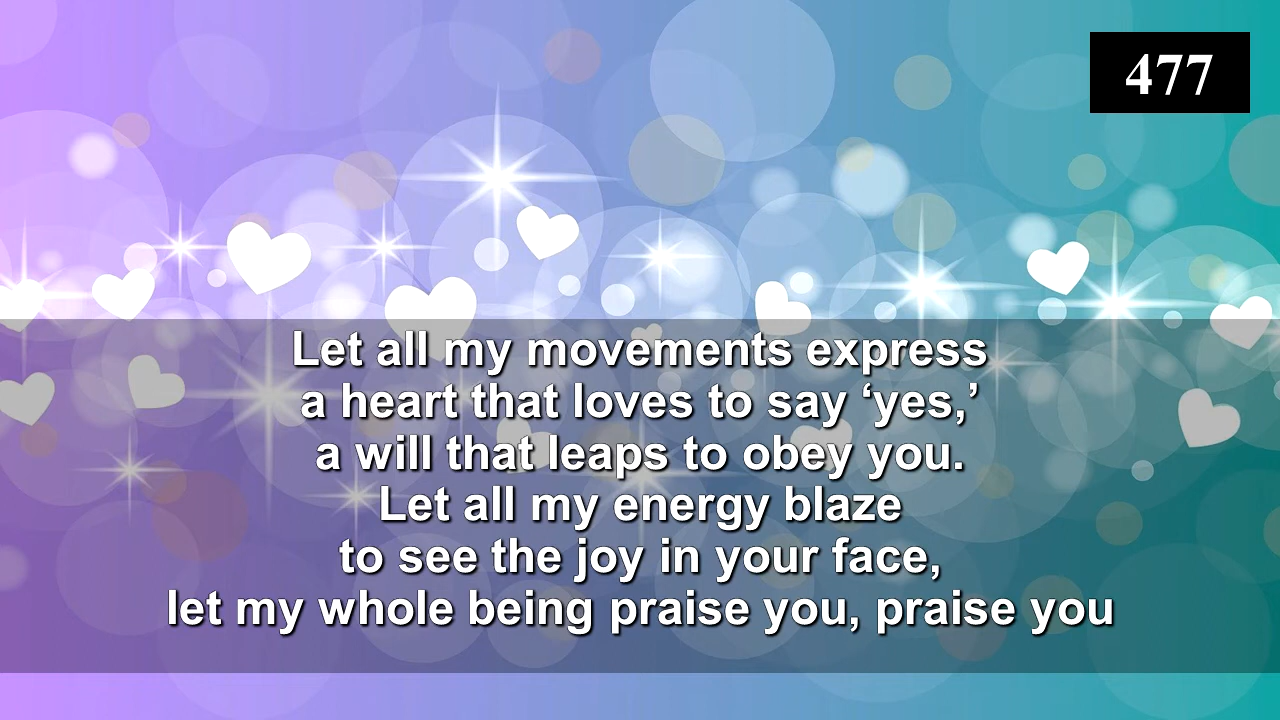 477
Let all my movements express
a heart that loves to say ‘yes,’
a will that leaps to obey you.
Let all my energy blaze
to see the joy in your face,
let my whole being praise you, praise you